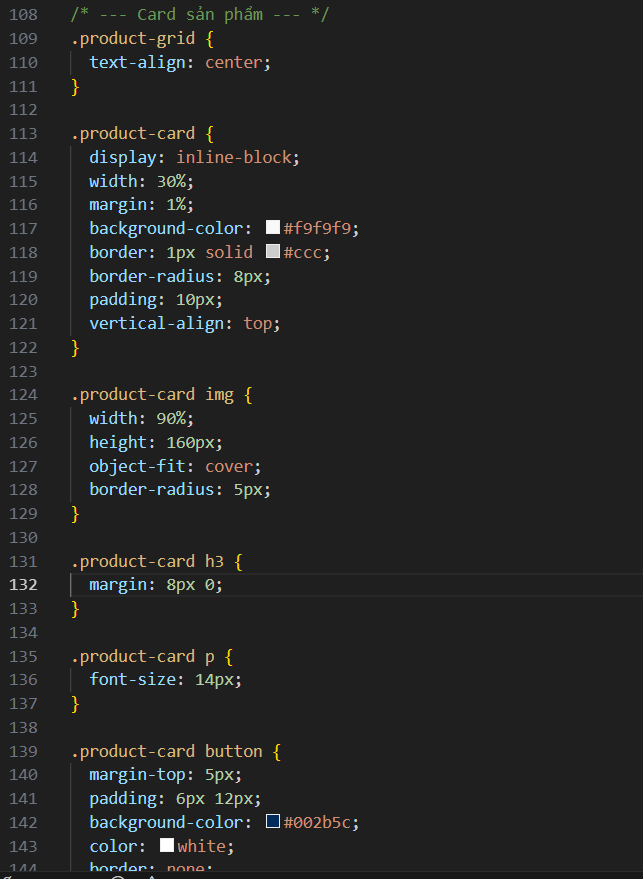 108 /* --- Card sản phẩm --- */
109 .product-grid {
110 text-align: center;
111 }
112
113 .product-card {
114 display: inline-block;
115 width: 30%;
116 margin: 1%;
117 background-color: #f9f9f9;
118 border: 1px solid #ccc;
119 border-radius: 8px;
120 padding: 10px;
121 vertical-align: top;
122 }
123
124 .product-card img {
125 width: 90%;
126 height: 160px;
127 object-fit: cover;
128 border-radius: 5px;
129 }
130
131 .product-card h3 {
132 margin: 8px 0;
133 }
134
135 .product-card p {
136 font-size: 14px;
137 }
138
139 .product-card button {
140 margin-top: 5px;
141 padding: 6px 12px;
142 background-color: #002b5c;
143 color: white;
144 border: none;